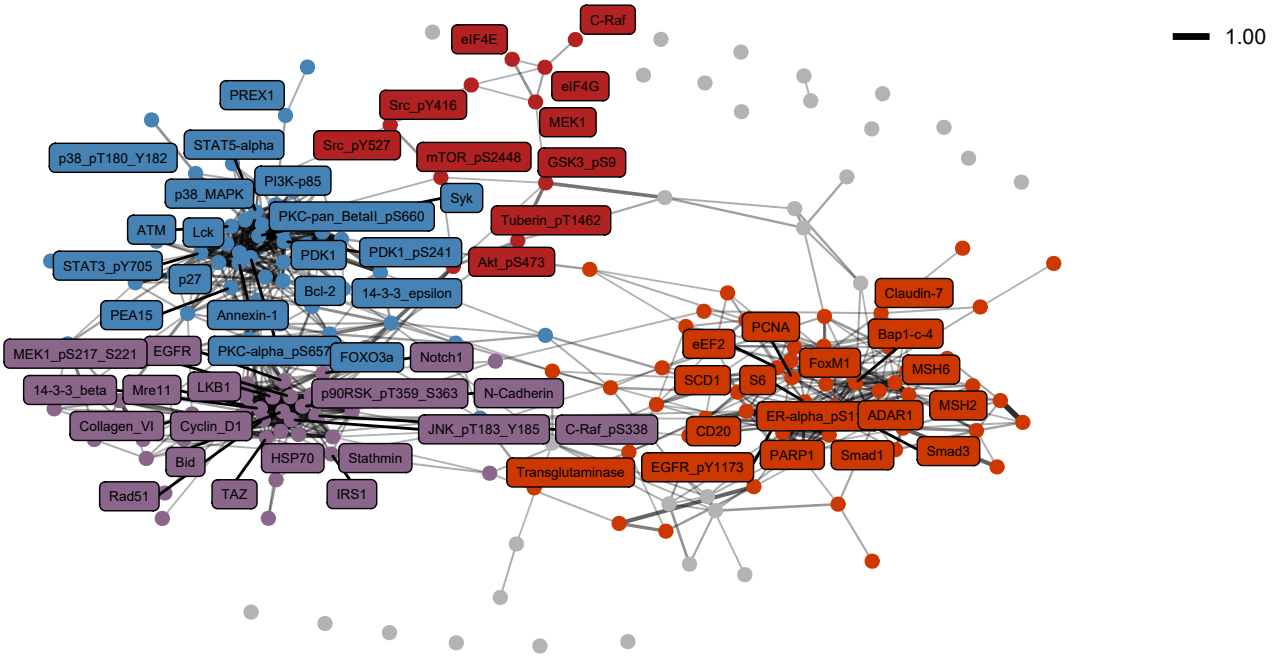 C-Raf
1.00
eIF4E
eIF4G
PREX1
Src_pY416
MEK1
STAT5-alpha
Src_pY527
p38_pT180_Y182
mTOR_pS2448
GSK3_pS9
PI3K-p85
p38_MAPK
Syk
PKC-pan_BetaII_pS660
Tuberin_pT1462
ATM
Lck
PDK1
PDK1_pS241
Akt_pS473
STAT3_pY705
p27
Bcl-2
14-3-3_epsilon
Claudin-7
PEA15
Annexin-1
PCNA
Bap1-c-4
eEF2
MEK1_pS217_S221
EGFR
PKC-alpha_pS657
FOXO3a
Notch1
FoxM1
MSH6
SCD1
S6
14-3-3_beta
Mre11
LKB1
p90RSK_pT359_S363
N-Cadherin
MSH2
ER-alpha_pS1
ADAR1
Collagen_VI
Cyclin_D1
JNK_pT183_Y185
C-Raf_pS338
CD20
Bid
HSP70
Stathmin
Transglutaminase
EGFR_pY1173
PARP1
Smad1
Smad3
Rad51
TAZ
IRS1